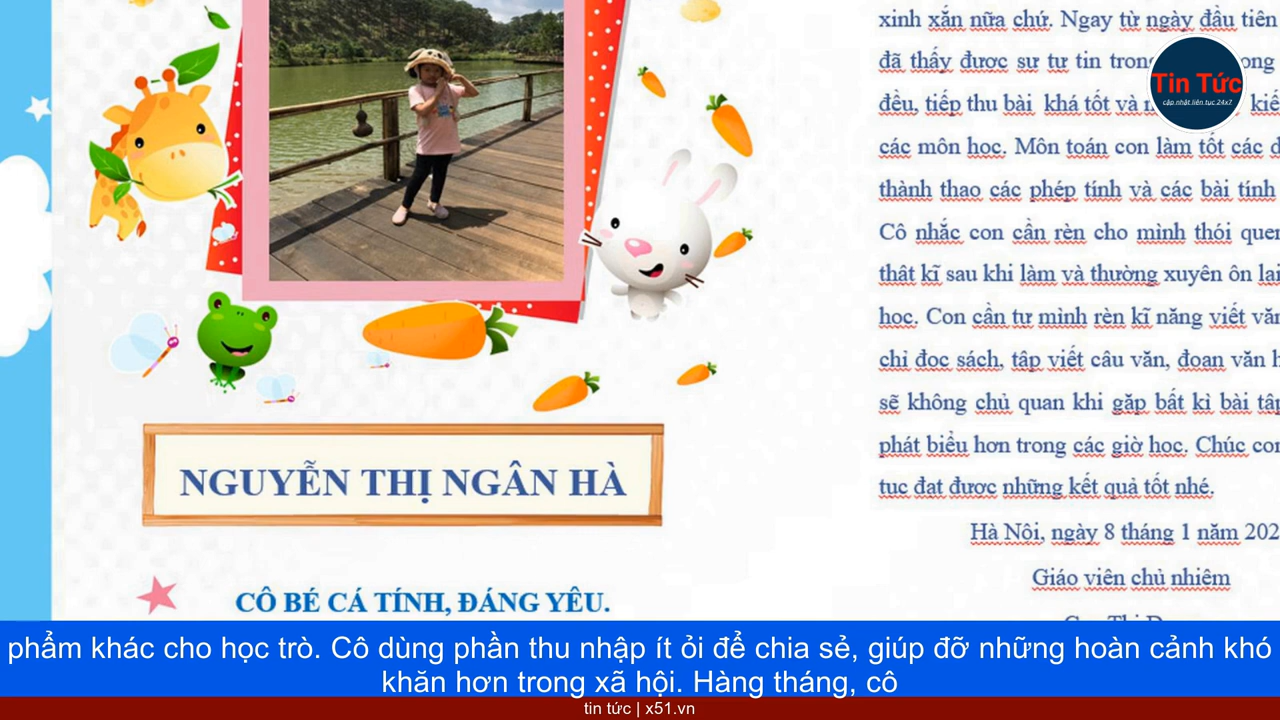 xinh xắn nữa chứ. Ngay từ ngày đầu tiên
đã thấy được sự tự tin
đều, tiếp thu bài khá tốt và
các môn học. Môn toán con làm tốt các
thành thạo các phép tính và các bài tính
Cô nhắc con cần rèn cho mình thói quen
thật kĩ sau khi làm và thường xuyên ôn lại
học. Con cần tự mình rèn kĩ năng viết văn
chỉ đọc sách, tập viết câu văn, đoạn văn
sẽ không chủ quan khi gặp bất kì bài tập
phát biểu hơn trong các giờ học. Chúc con
tục đạt được những kết quả tốt nhé.
Hà Nội, ngày 8 tháng 1 năm 202
Giáo viên chủ nhiệm
Tin Tức
cập nhật liên tục 24x7
NGUYỄN THỊ NGÂN HÀ
CÔ BÉ CÁ TÍNH, ĐÁNG YÊU.
phẩm khác cho học trò. Cô dùng phần thu nhập ít ỏi để chia sẻ, giúp đỡ những hoàn cảnh khó
khăn hơn trong xã hội. Hàng tháng, cô
tin tức | x51.vn